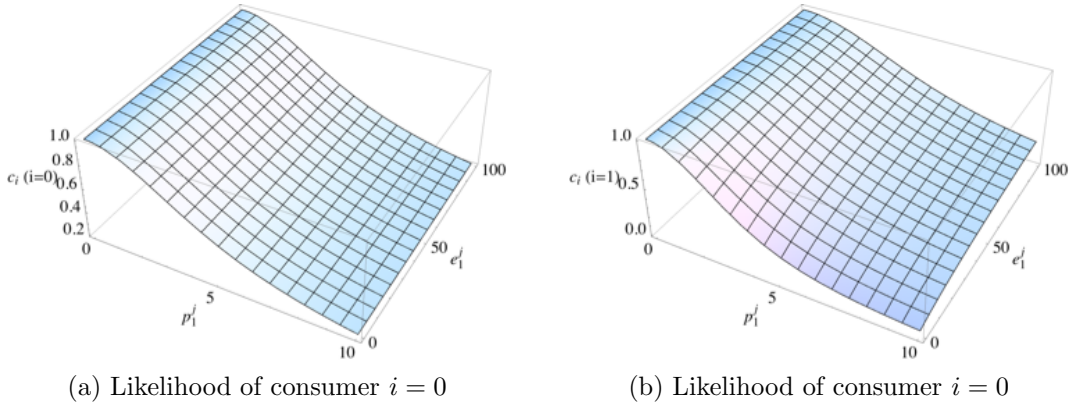 1.0
0.8
c_i (i=0)
0.6
0.4
0.2
0
5
p_1^j
10
0
50
e_1^j
100
(a) Likelihood of consumer i = 0
1.0
c_i (i=1)
0.5
0.0
0
5
p_1^j
10
0
50
e_1^j
100
(b) Likelihood of consumer i = 0